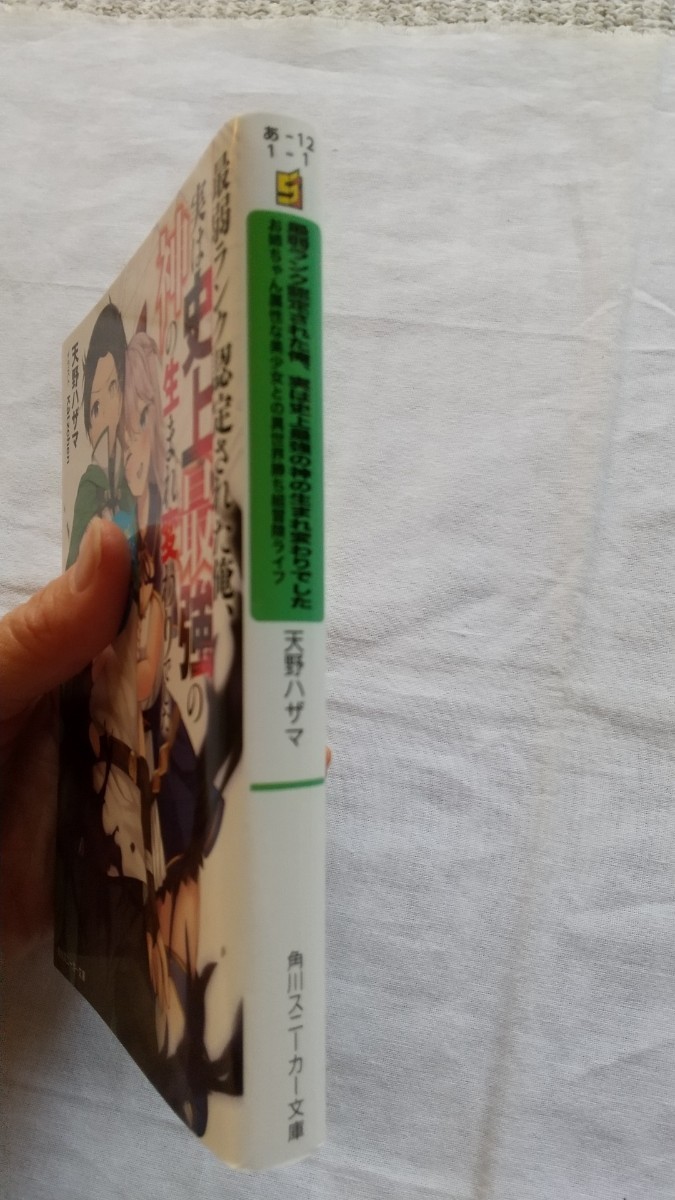 あ-12
1-1
最弱ランク認定された俺、実は史上最強の神の生まれ変わりでした
お姉ちゃん属性な美少女との異世界勝ち組冒険ライフ
天野ハザマ
角川スニーカー文庫
最弱ランク認定された俺、
実は史上最強の
神の生まれ変わりでした
天野ハザマ